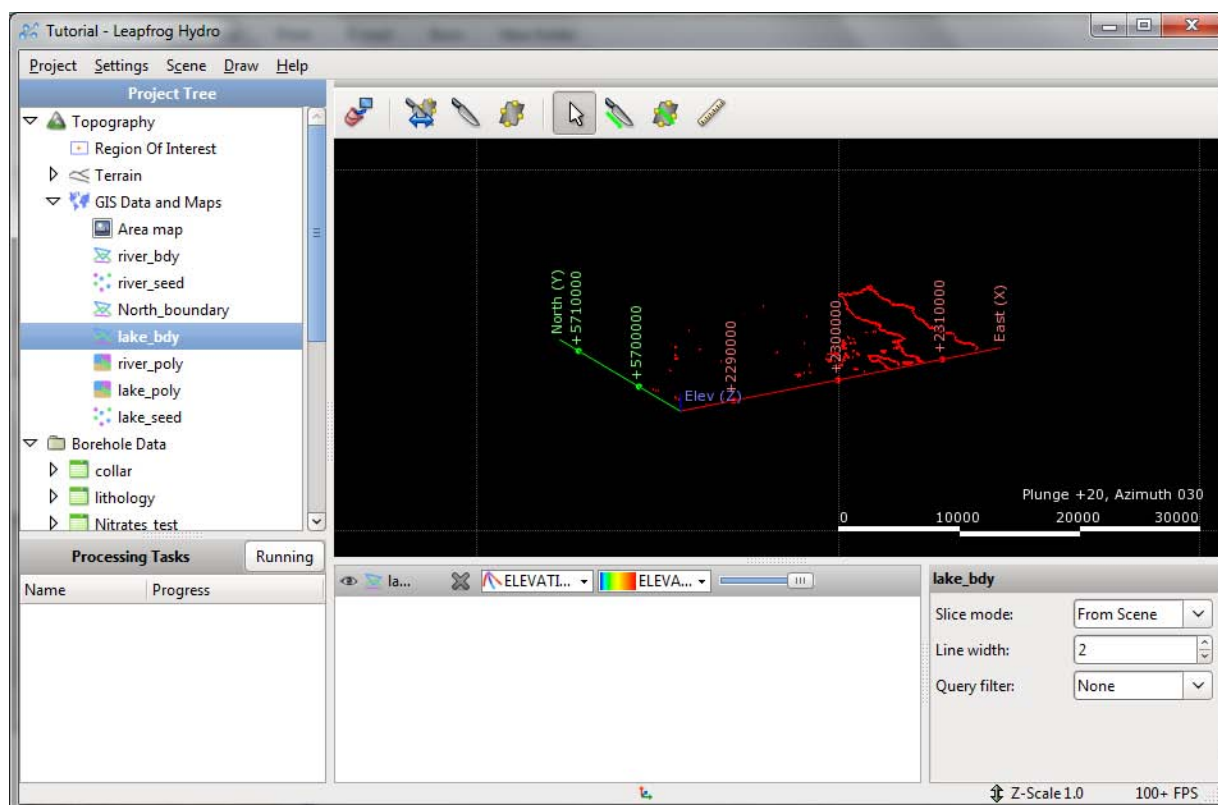 Tutorial - Leapfrog Hydro
Project Settings Scene Draw Help
Project Tree
Topography
Region Of Interest
Terrain
GIS Data and Maps
Area map
river_bdy
river_seed
North_boundary
lake_bdy
river_poly
lake_poly
lake_seed
Borehole Data
collar
lithology
Nitrates_test
Processing Tasks Running
Name Progress
North (Y)
+5710000
+5700000
Elev (Z)
+2290000
+2300000
+2310000
East (X)
Plunge +20, Azimuth 030
0 10000 20000 30000
la... ELEVATI... ELEVA...
lake_bdy
Slice mode: From Scene
Line width: 2
Query filter: None
Z-Scale 1.0 100+ FPS